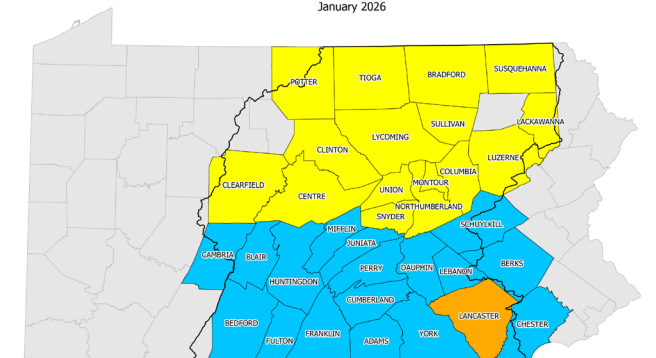 January 2026
POTTER
TIOGA
BRADFORD
SUSQUEHANNA
LACKAWANNA
SULLIVAN
LYCOMING
CLINTON
LUZERNE
COLUMBIA
MONTOUR
UNION
CLEARFIELD
CENTRE
NORTHUMBERLAND
SNYDER
MIFFLIN
SCHUYLKILL
JUNIATA
CAMBRIA
BLAIR
PERRY
DAUPHIN
LEBANON
BERKS
HUNTINGDON
CUMBERLAND
LANCASTER
BEDFORD
CHESTER
FULTON
FRANKLIN
ADAMS
YORK